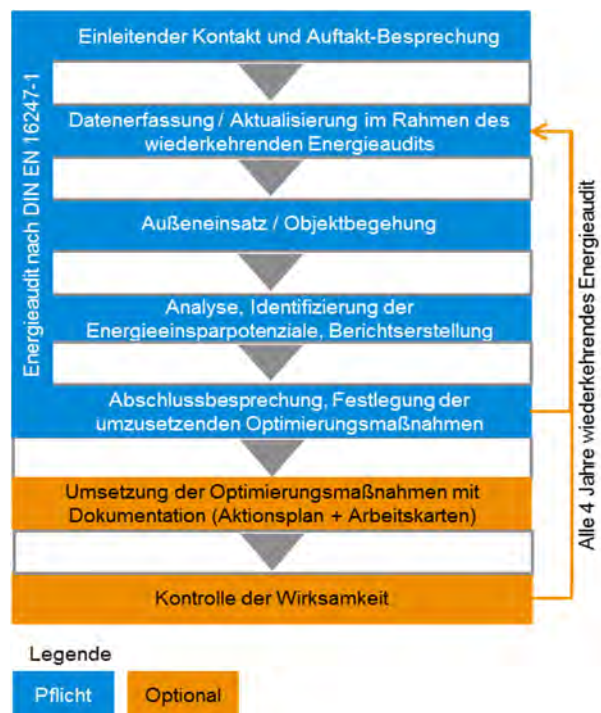 Einleitender Kontakt und Auftakt-Besprechung
Energieaudit nach DIN EN 16247-1
Datenerfassung / Aktualisierung im Rahmen des
wiederkehrenden Energieaudits
Außeneinsatz / Objektbegehung
Analyse, Identifizierung der
Energieeinsparpotenziale, Berichtserstellung
Abschlussbesprechung, Festlegung der
umzusetzenden Optimierungsmaßnahmen
Umsetzung der Optimierungsmaßnahmen mit
Dokumentation (Aktionsplan + Arbeitskarten)
Kontrolle der Wirksamkeit
Alle 4 Jahre wiederkehrendes Energieaudit
Legende
Pflicht
Optional